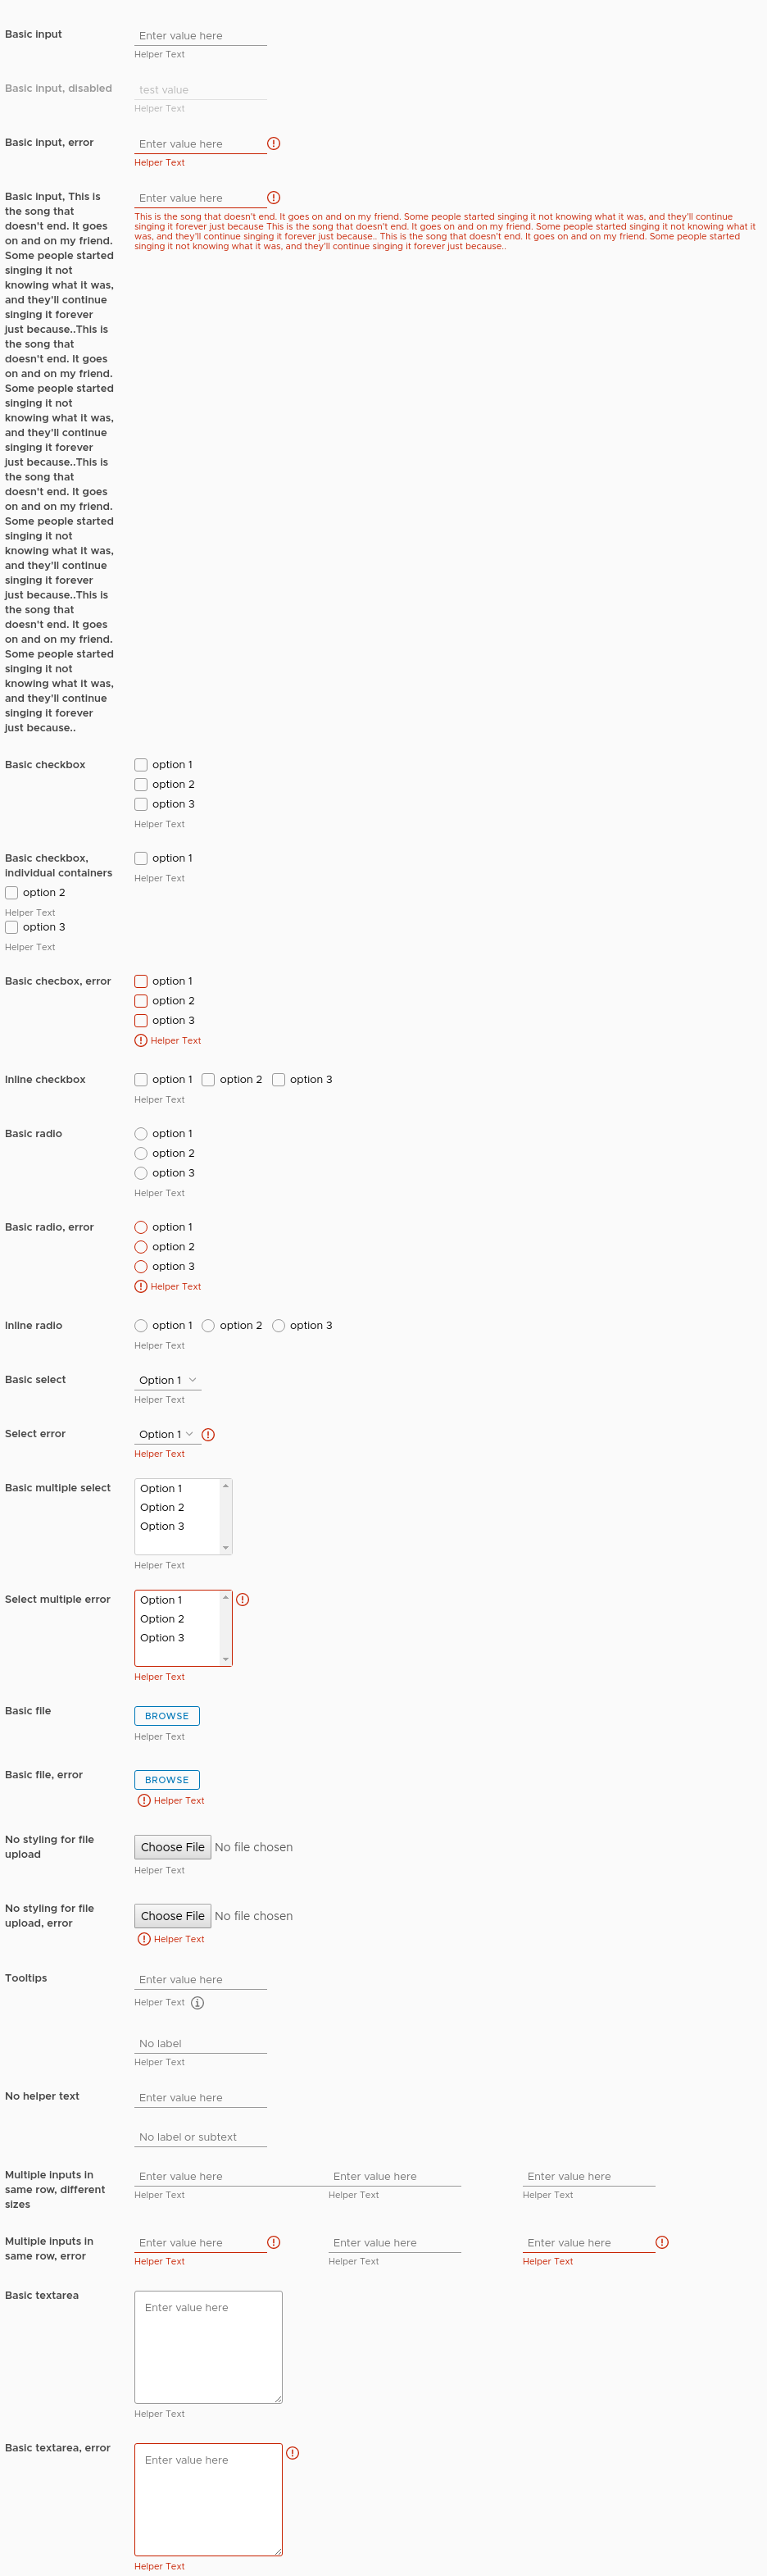 Basic input
Enter value here
Helper Text
Basic input, disabled
test value
Helper Text
Basic input, error
Enter value here
Helper Text
Basic input, This is
the song that
doesn't end. It goes
on and on my friend.
Some people started
singing it not
knowing what it was,
and they'll continue
singing it forever
just because..This is
the song that
doesn't end. It goes
on and on my friend.
Some people started
singing it not
knowing what it was,
and they'll continue
singing it forever
just because..This is
the song that
doesn't end. It goes
on and on my friend.
Some people started
singing it not
knowing what it was,
and they'll continue
singing it forever
just because..This is
the song that
doesn't end. It goes
on and on my friend.
Some people started
singing it not
knowing what it was,
and they'll continue
singing it forever
just because..
Enter value here
This is the song that doesn't end. It goes on and on my friend. Some people started singing it not knowing what it was, and they'll continue
singing it forever just because This is the song that doesn't end. It goes on and on my friend. Some people started singing it not knowing what it
was, and they'll continue singing it forever just because.. This is the song that doesn't end. It goes on and on my friend. Some people started
singing it not knowing what it was, and they'll continue singing it forever just because..
Basic checkbox
option 1
option 2
option 3
Helper Text
Basic checkbox,
individual containers
option 1
Helper Text
option 2
Helper Text
option 3
Helper Text
Basic checbox, error
option 1
option 2
option 3
Helper Text
Inline checkbox
option 1 option 2 option 3
Helper Text
Basic radio
option 1
option 2
option 3
Helper Text
Basic radio, error
option 1
option 2
option 3
Helper Text
Inline radio
option 1 option 2 option 3
Helper Text
Basic select
Option 1
Helper Text
Select error
Option 1
Helper Text
Basic multiple select
Option 1
Option 2
Option 3
Helper Text
Select multiple error
Option 1
Option 2
Option 3
Helper Text
Basic file
BROWSE
Helper Text
Basic file, error
BROWSE
Helper Text
No styling for file
upload
Choose File No file chosen
Helper Text
No styling for file
upload, error
Choose File No file chosen
Helper Text
Tooltips
Enter value here
Helper Text
No label
Helper Text
No helper text
Enter value here
No label or subtext
Multiple inputs in
same row, different
sizes
Enter value here Enter value here Enter value here
Helper Text Helper Text Helper Text
Multiple inputs in
same row, error
Enter value here Enter value here Enter value here
Helper Text Helper Text Helper Text
Basic textarea
Enter value here
Helper Text
Basic textarea, error
Enter value here
Helper Text